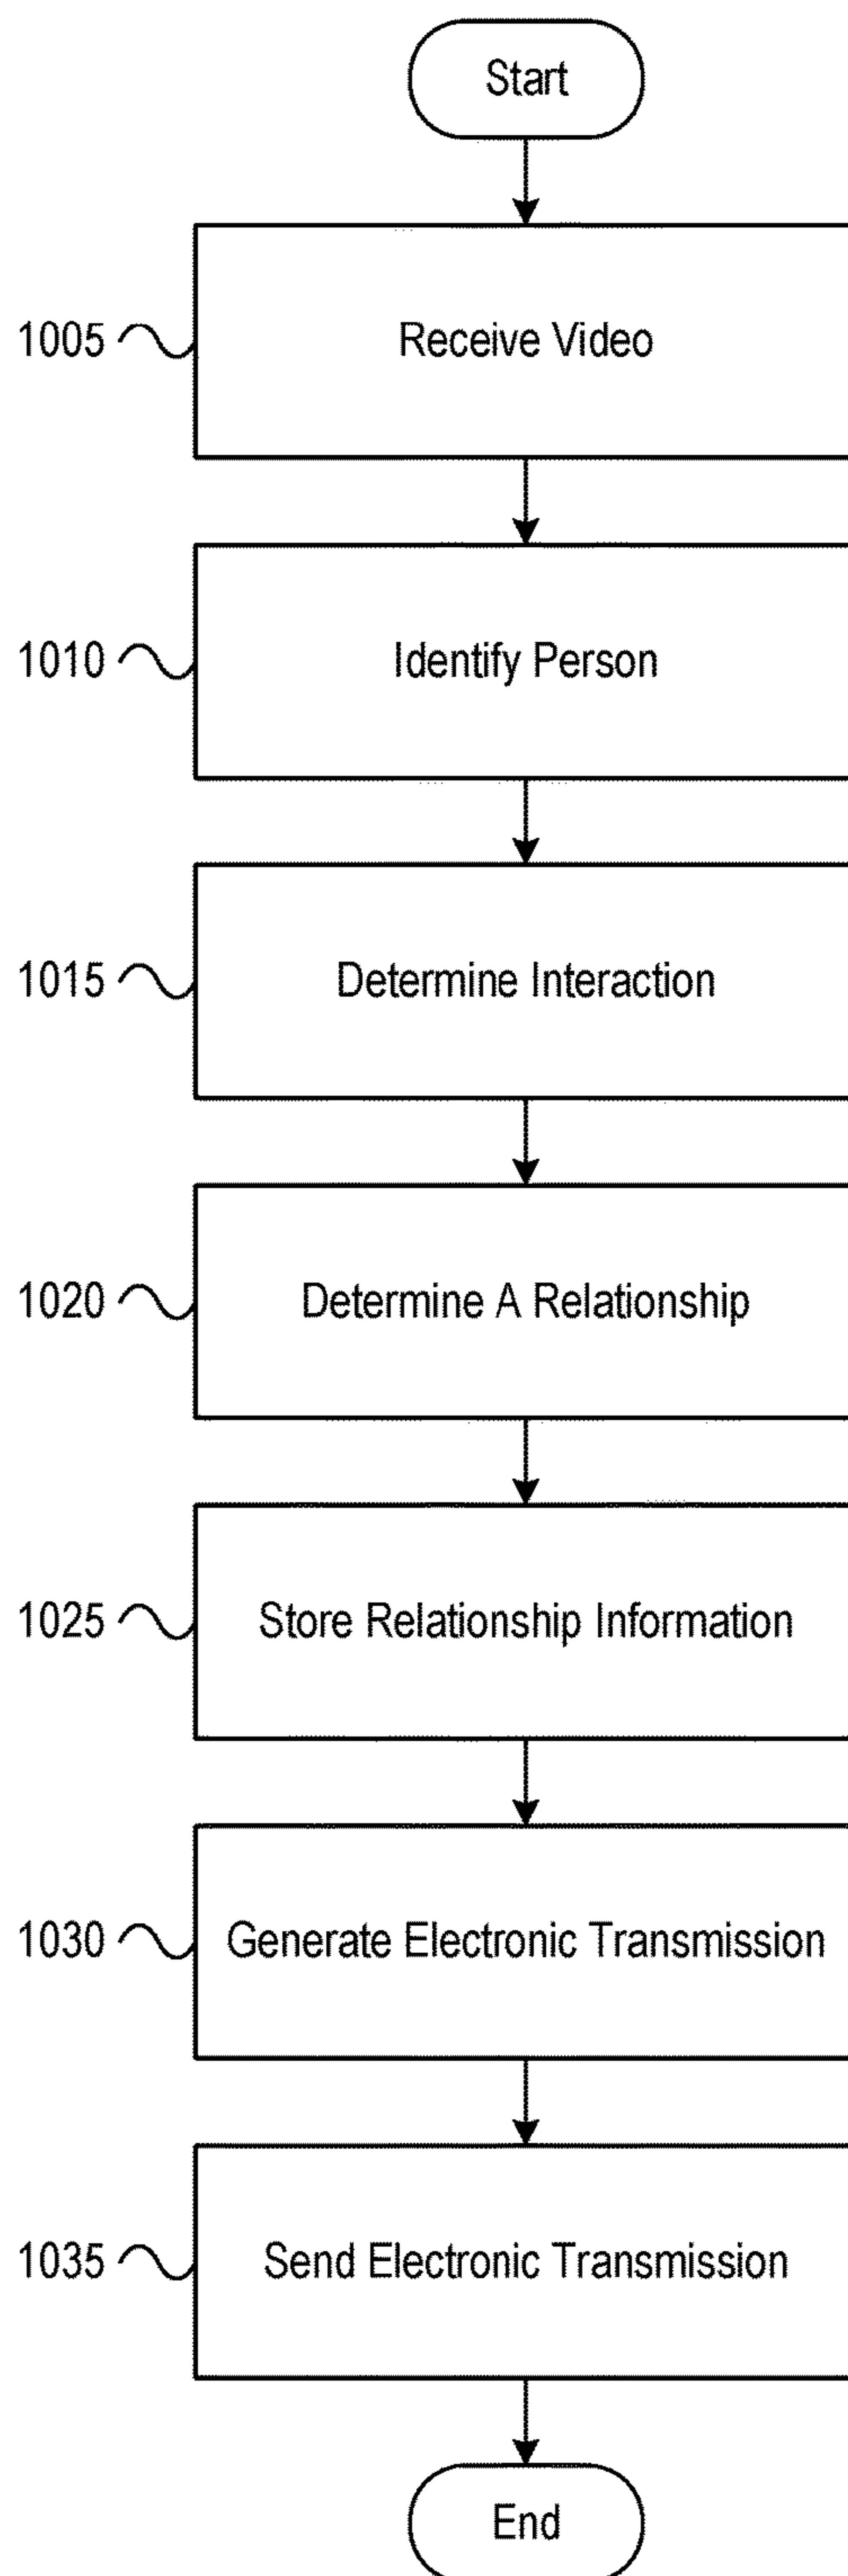 Start
1005 Receive Video
1010 Identify Person
1015 Determine Interaction
1020 Determine A Relationship
1025 Store Relationship Information
1030 Generate Electronic Transmission
1035 Send Electronic Transmission
End